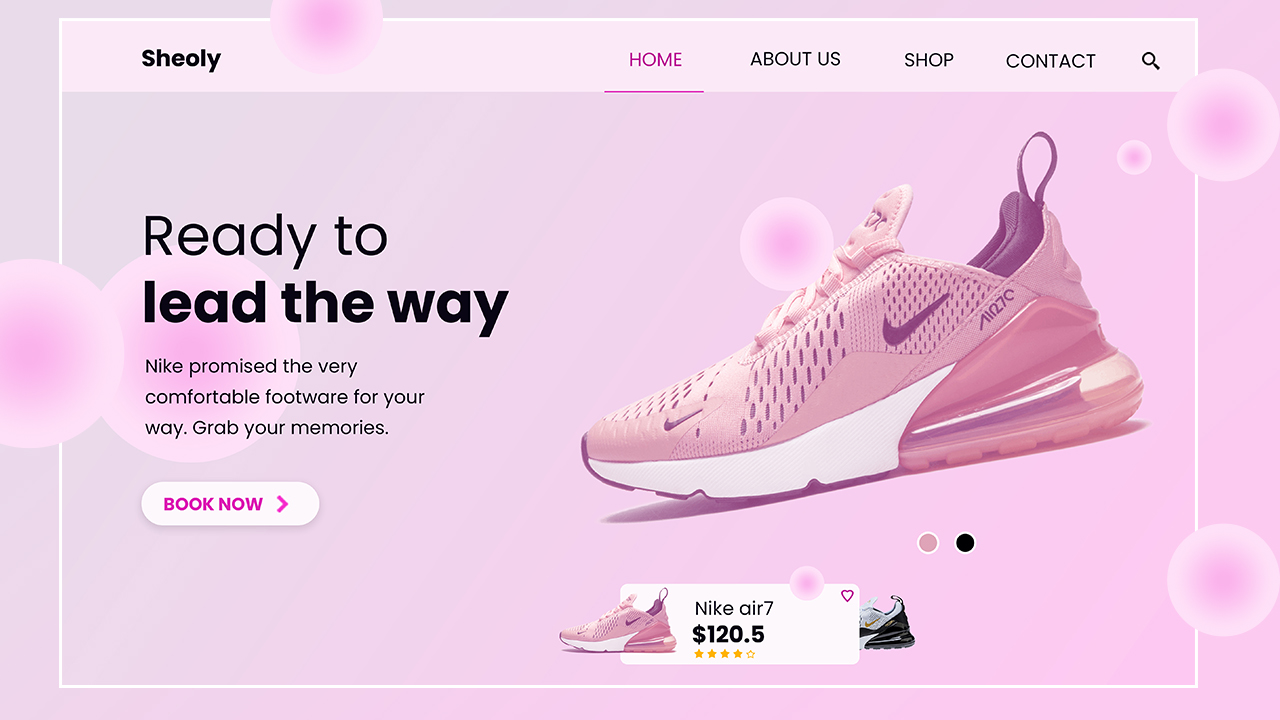 Sheoly
HOME
ABOUT US
SHOP
CONTACT
Ready to
lead the way
Nike promised the very
comfortable footware for your
way. Grab your memories.
BOOK NOW
AIR27C
Nike air7
$120.5